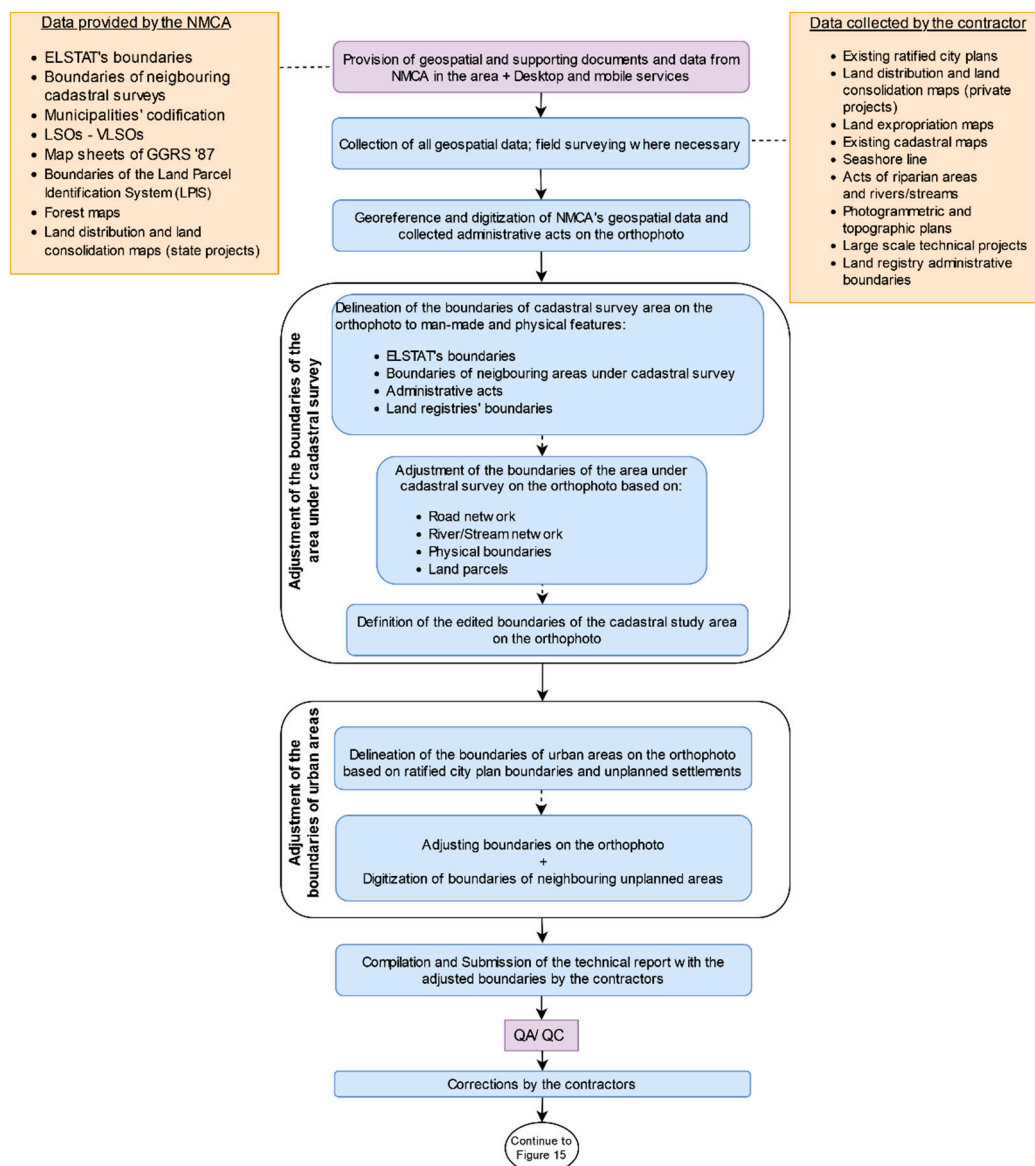 Data provided by the NMCA
• ELSTAT's boundaries
• Boundaries of neigbouring
cadastral surveys
• Municipalities' codification
• LSOs - VLSOs
• Map sheets of GGRS '87
• Boundaries of the Land Parcel
Identification System (LPIS)
• Forest maps
• Land distribution and land
consolidation maps (state projects)
Provision of geospatial and supporting documents and data from
NMCA in the area + Desktop and mobile services
Data collected by the contractor
• Existing ratified city plans
• Land distribution and land
consolidation maps (private
projects)
• Land expropriation maps
• Existing cadastral maps
• Seashore line
• Acts of riparian areas
and rivers/streams
• Photogrammetric and
topographic plans
• Large scale technical projects
• Land registry administrative
boundaries
Collection of all geospatial data; field surveying where necessary
Georeference and digitization of NMCA's geospatial data and
collected administrative acts on the orthophoto
Adjustment of the boundaries of the
area under cadastral survey
Delineation of the boundaries of cadastral survey area on the
orthophoto to man-made and physical features:
• ELSTAT's boundaries
• Boundaries of neigbouring areas under cadastral survey
• Administrative acts
• Land registries' boundaries
Adjustment of the boundaries of the area under
cadastral survey on the orthophoto based on:
• Road network
• River/Stream network
• Physical boundaries
• Land parcels
Definition of the edited boundaries of the cadastral study area
on the orthophoto
Adjustment of the
boundaries of urban areas
Delineation of the boundaries of urban areas on the orthophoto
based on ratified city plan boundaries and unplanned settlements
Adjusting boundaries on the orthophoto
+
Digitization of boundaries of neighbouring unplanned areas
Compilation and Submission of the technical report with the
adjusted boundaries by the contractors
QA/ QC
Corrections by the contractors
Continue to
Figure 15